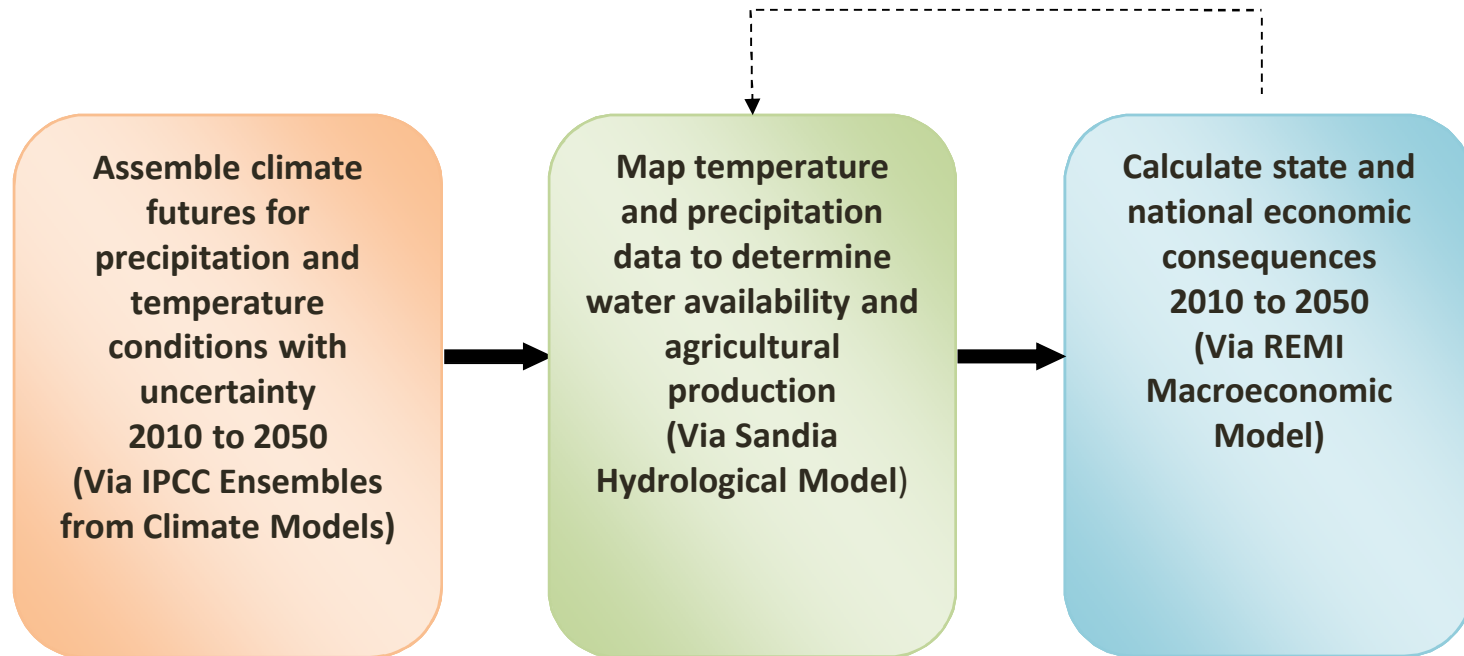 Assemble climate
futures for
precipitation and
temperature
conditions with
uncertainty
2010 to 2050
(Via IPCC Ensembles
from Climate Models)
Map temperature
and precipitation
data to determine
water availability and
agricultural
production
(Via Sandia
Hydrological Model)
Calculate state and
national economic
consequences
2010 to 2050
(Via REMI
Macroeconomic
Model)